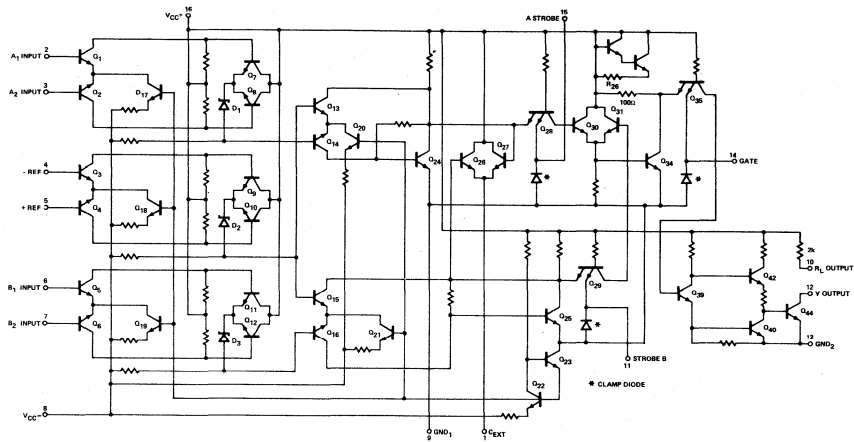 16
VCC+
15
A STROBE
2
A1 INPUT
Q1
3
A2 INPUT
Q2
D17
Q7
Q8
D1
Q13
Q14
Q20
Q24
Q26
Q27
Q28
*
Q30
Q31
R26
100Ω
Q34
Q35
*
14
GATE
4
- REF
Q3
5
+ REF
Q4
Q18
Q9
Q10
D2
6
B1 INPUT
Q5
7
B2 INPUT
Q6
Q19
Q11
Q12
D3
Q15
Q16
Q21
Q29
Q25
*
Q23
Q22
STROBE B
11
* CLAMP DIODE
Q39
Q42
Q40
Q44
2k
10
RL OUTPUT
12
Y OUTPUT
12
GND2
8
VCC-
GND1
9
CEXT
1